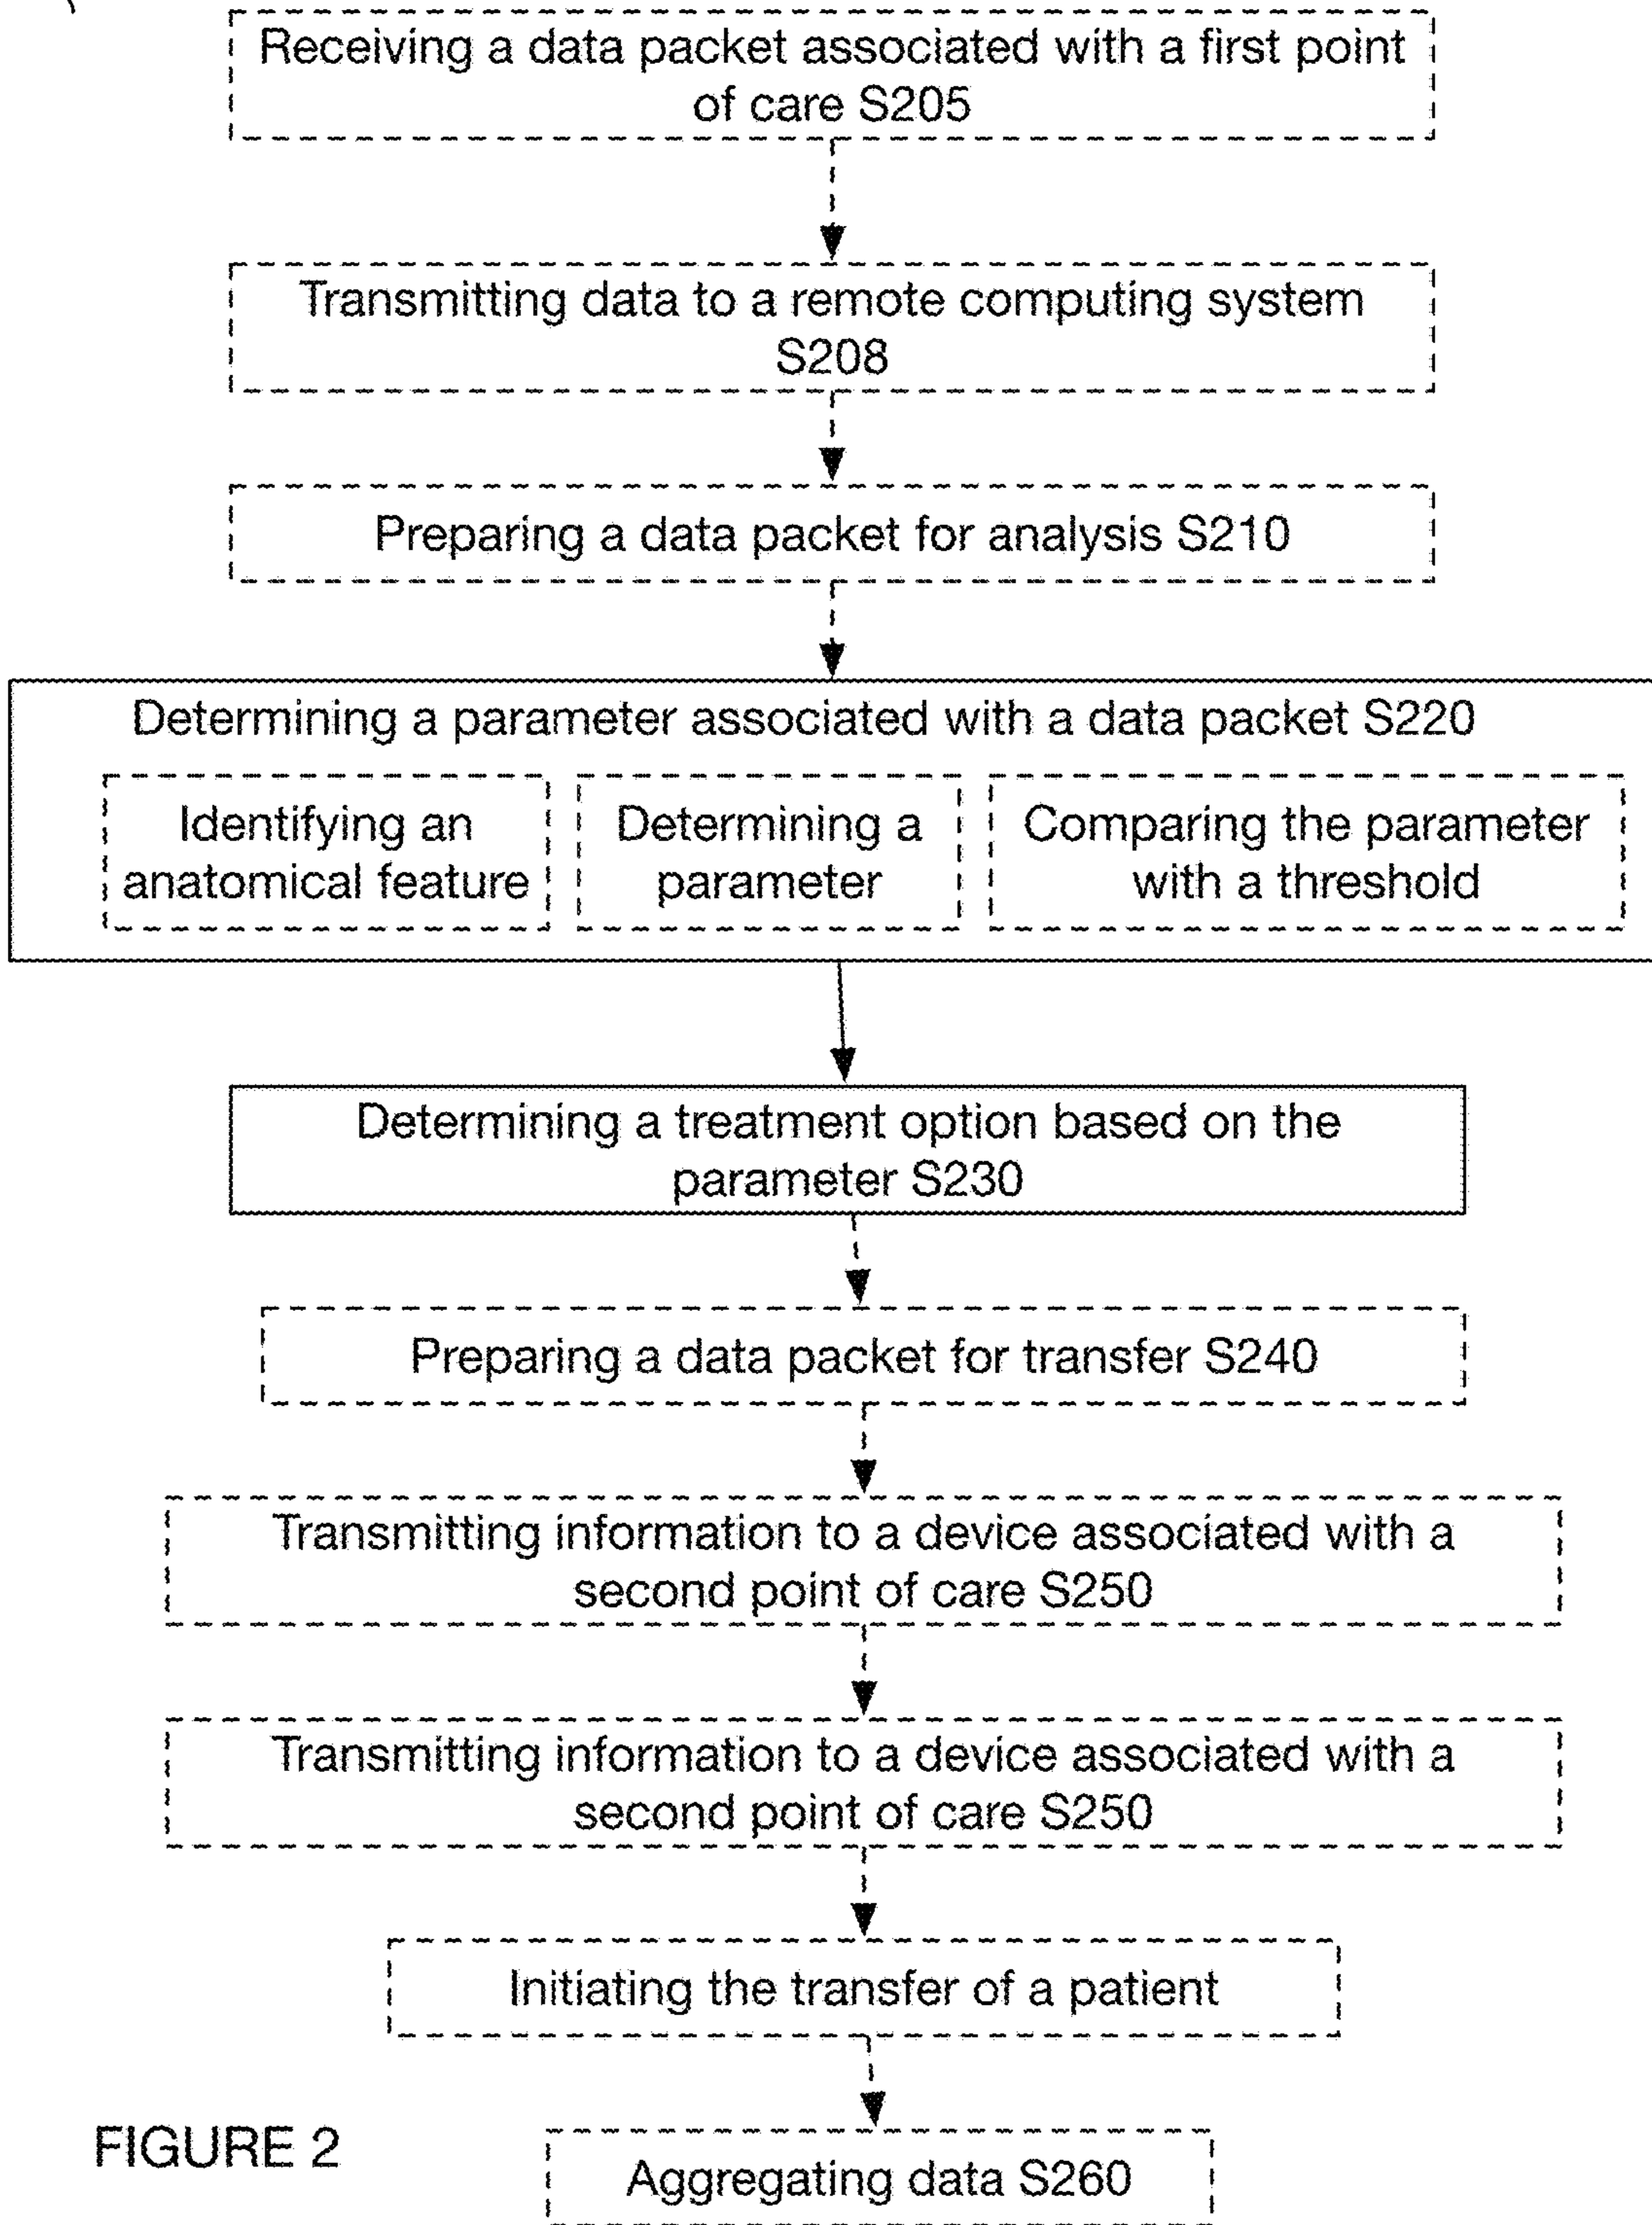 Receiving a data packet associated with a first point
of care S205
Transmitting data to a remote computing system
S208
Preparing a data packet for analysis S210
Determining a parameter associated with a data packet S220
Identifying an
anatomical feature
Determining a
parameter
Comparing the parameter
with a threshold
Determining a treatment option based on the
parameter S230
Preparing a data packet for transfer S240
Transmitting information to a device associated with a
second point of care S250
Transmitting information to a device associated with a
second point of care S250
Initiating the transfer of a patient
Aggregating data S260
FIGURE 2